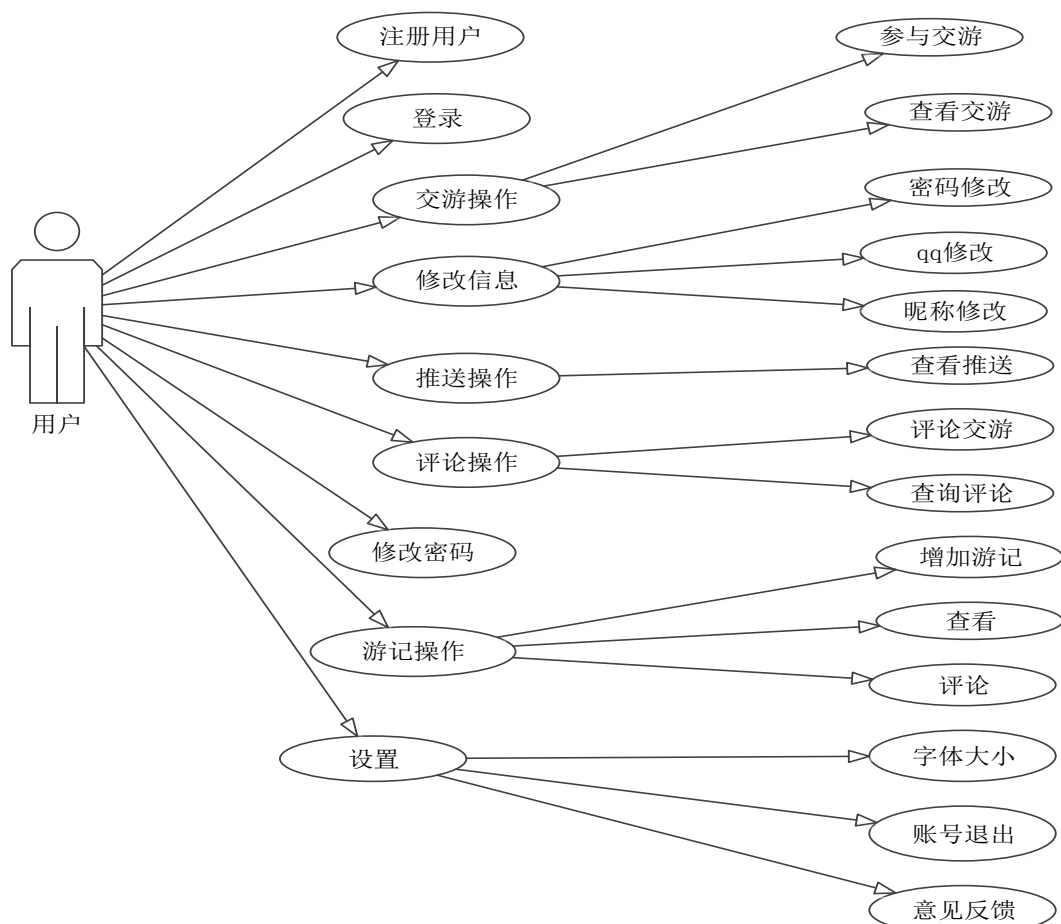 注册用户
参与交游
登录
查看交游
交游操作
密码修改
修改信息
qq修改
昵称修改
推送操作
查看推送
用户
评论操作
评论交游
查询评论
修改密码
增加游记
游记操作
查看
评论
设置
字体大小
账号退出
意见反馈